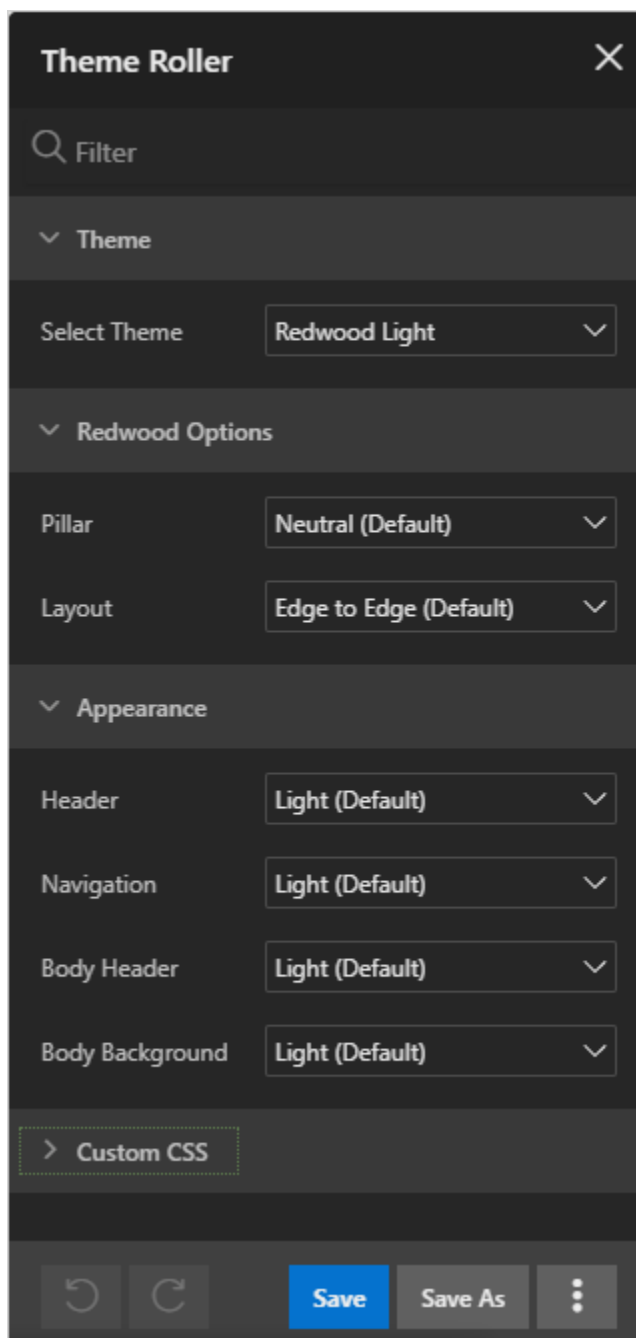 Theme Roller
Filter
Theme
Select Theme Redwood Light
Redwood Options
Pillar Neutral (Default)
Layout Edge to Edge (Default)
Appearance
Header Light (Default)
Navigation Light (Default)
Body Header Light (Default)
Body Background Light (Default)
Custom CSS
Save Save As